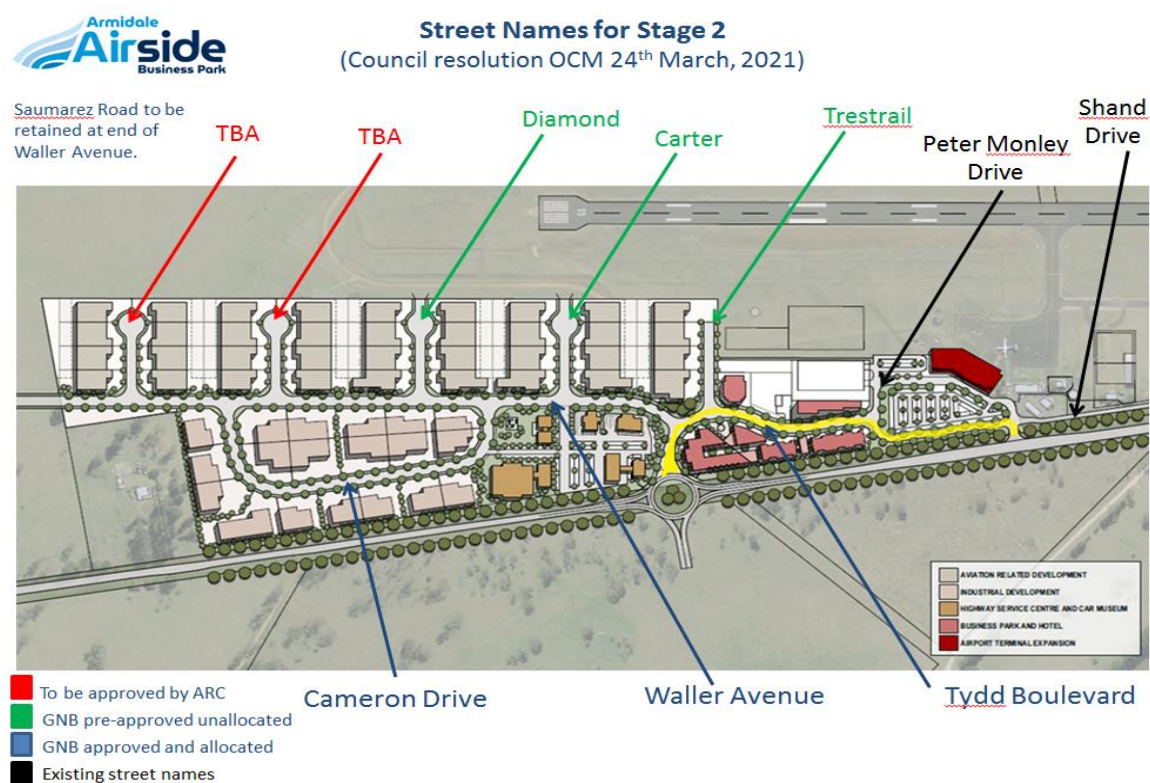 Armidale
Airside
Business Park
Street Names for Stage 2
(Council resolution OCM 24th March, 2021)
Saumarez Road to be
retained at end of
Waller Avenue.
TBA
TBA
Diamond
Carter
Trestrail
Peter Monley
Drive
Shand
Drive
AVIATION RELATED DEVELOPMENT
INDUSTRIAL DEVELOPMENT
HIGHWAY SERVICE CENTRE AND CAR MUSEUM
BUSINESS PARK AND HOTEL
AIRPORT TERMINAL EXPANSION
Cameron Drive
Waller Avenue
Tydd Boulevard
To be approved by ARC
GNB pre-approved unallocated
GNB approved and allocated
Existing street names